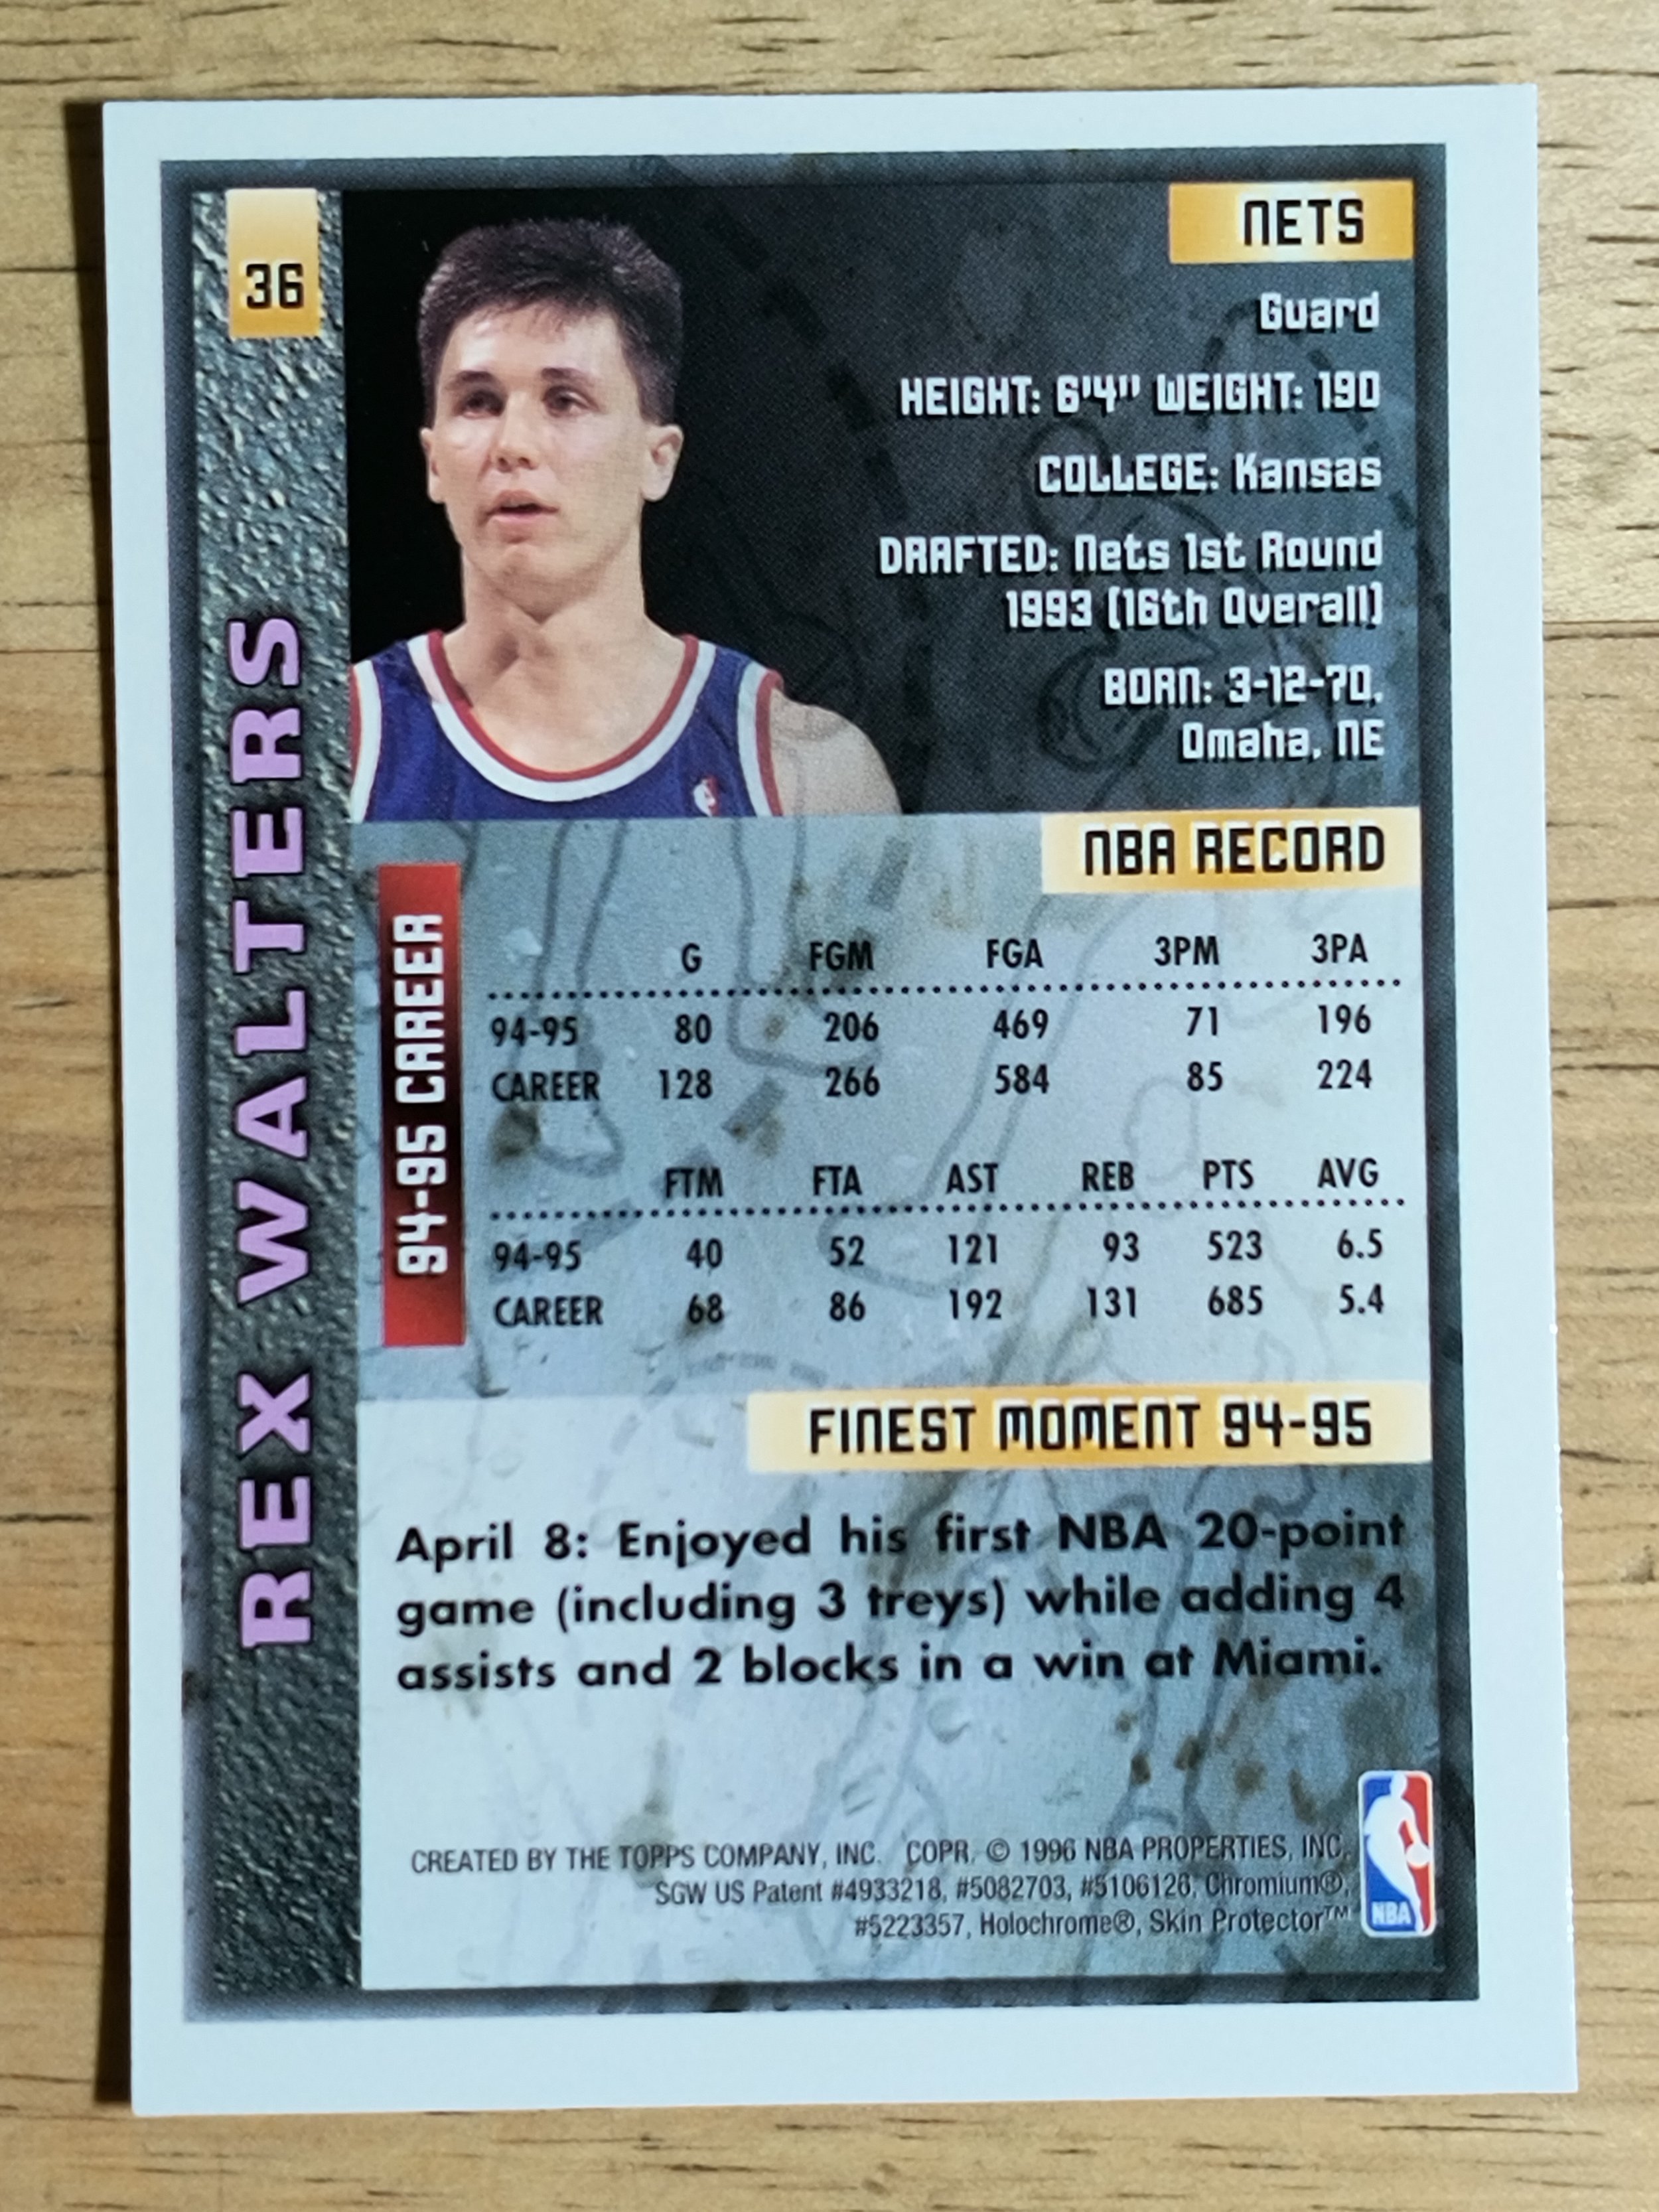 36
REX WALTERS
NETS
Guard
HEIGHT: 6'4" WEIGHT: 190
COLLEGE: Kansas
DRAFTED: Nets 1st Round
1993 (16th Overall)
BORN: 3-12-70,
Omaha, NE
NBA RECORD
94-95 CAREER
G FGM FGA 3PM 3PA
94-95 80 206 469 71 196
CAREER 128 266 584 85 224
FTM FTA AST REB PTS AVG
94-95 40 52 121 93 523 6.5
CAREER 68 86 192 131 685 5.4
FINEST MOMENT 94-95
April 8: Enjoyed his first NBA 20-point
game (including 3 treys) while adding 4
assists and 2 blocks in a win at Miami.
CREATED BY THE TOPPS COMPANY, INC. COPR. © 1996 NBA PROPERTIES, INC.
SGW US Patent #4933218, #5082703, #5106126, Chromium®,
#5223357, Holochrome®, Skin Protector™
NBA